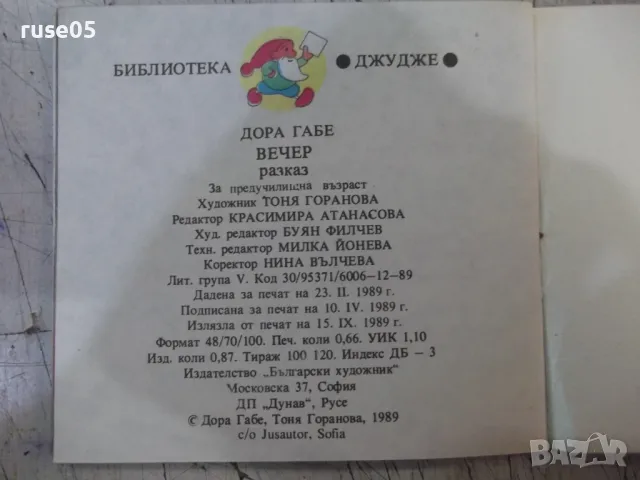 ruse05
БИБЛИОТЕКА ● ДЖУДЖЕ ●
ДОРА ГАБЕ
ВЕЧЕР
разказ
За предучилищна възраст
Художник ТОНЯ ГОРАНОВА
Редактор КРАСИМИРА АТАНАСОВА
Худ. редактор БУЯН ФИЛЧЕВ
Техн. редактор МИЛКА ЙОНЕВА
Коректор НИНА ВЪЛЧЕВА
Лит. група V. Код 30/95371/6006—12—89
Дадена за печат на 23. II. 1989 г.
Подписана за печат на 10. IV. 1989 г.
Излязла от печат на 15. IX. 1989 г.
Формат 48/70/100. Печ. коли 0,66. УИК 1,10
Изд. коли 0,87. Тираж 100 120. Индекс ДБ — 3
Издателство „Български художник"
Московска 37, София
ДП „Дунав", Русе
© Дора Габе, Тоня Горанова, 1989
c/o Jusautor, Sofia
BAZAR